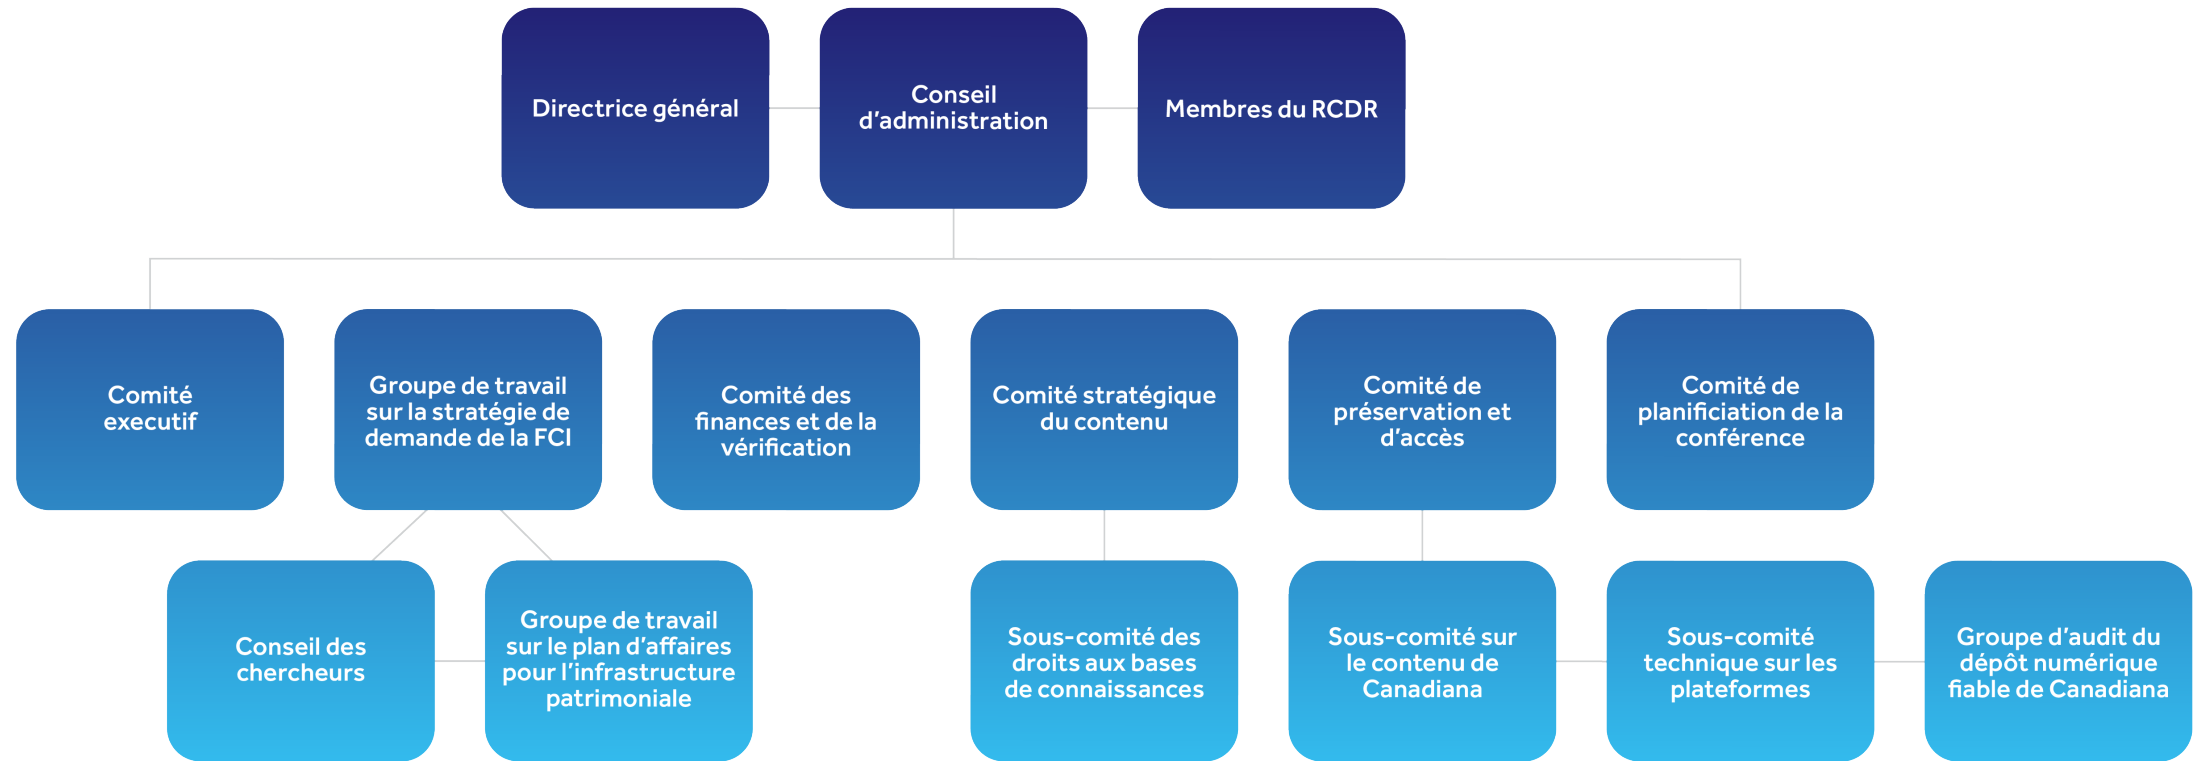 Directrice général
Conseil
d’administration
Membres du RCDR
Comité
executif
Groupe de travail
sur la stratégie de
demande de la FCI
Comité des
finances et de la
vérification
Comité stratégique
du contenu
Comité de
préservation et
d’accès
Comité de
planificiation de la
conférence
Conseil des
chercheurs
Groupe de travail
sur le plan d’affaires
pour l’infrastructure
patrimoniale
Sous-comité des
droits aux bases
de connaissances
Sous-comité sur
le contenu de
Canadiana
Sous-comité
technique sur les
plateformes
Groupe d’audit du
dépôt numérique
fiable de Canadiana